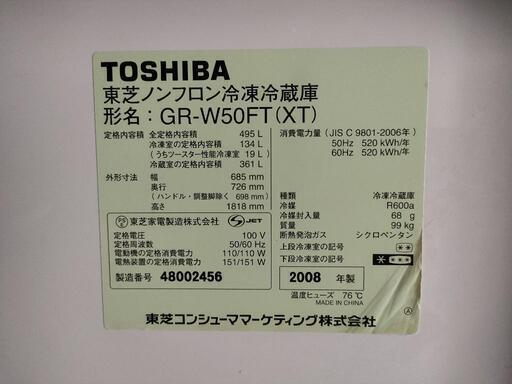 TOSHIBA
東芝ノンフロン冷凍冷蔵庫
形名：GR-W50FT(XT)
定格内容積 全定格内容積 495 L
冷凍室の定格内容積 134 L
(うちツースター性能冷凍室 19 L)
冷蔵室の定格内容積 361 L
外形寸法 幅 685 mm
奥行 726 mm
(ハンドル・調整脚除く 698 mm)
高さ 1818 mm
消費電力量 (JIS C 9801-2006年)
50Hz 520 kWh/年
60Hz 520 kWh/年
種類 冷凍冷蔵庫
冷媒 R600a
冷媒封入量 68 g
質量 99 kg
断熱発泡ガス シクロペンタン
上段冷凍室の記号 **
下段冷凍室の記号 ****
PS E 東芝家電製造株式会社 S JET
定格電圧 100 V
定格周波数 50/60 Hz
電動機の定格消費電力 110/110 W
電熱装置の定格消費電力 151/151 W
製造番号 48002456
2008 年製
温度ヒューズ 76℃
MADE IN CHINA
東芝コンシューママーケティング株式会社 Ⓐ